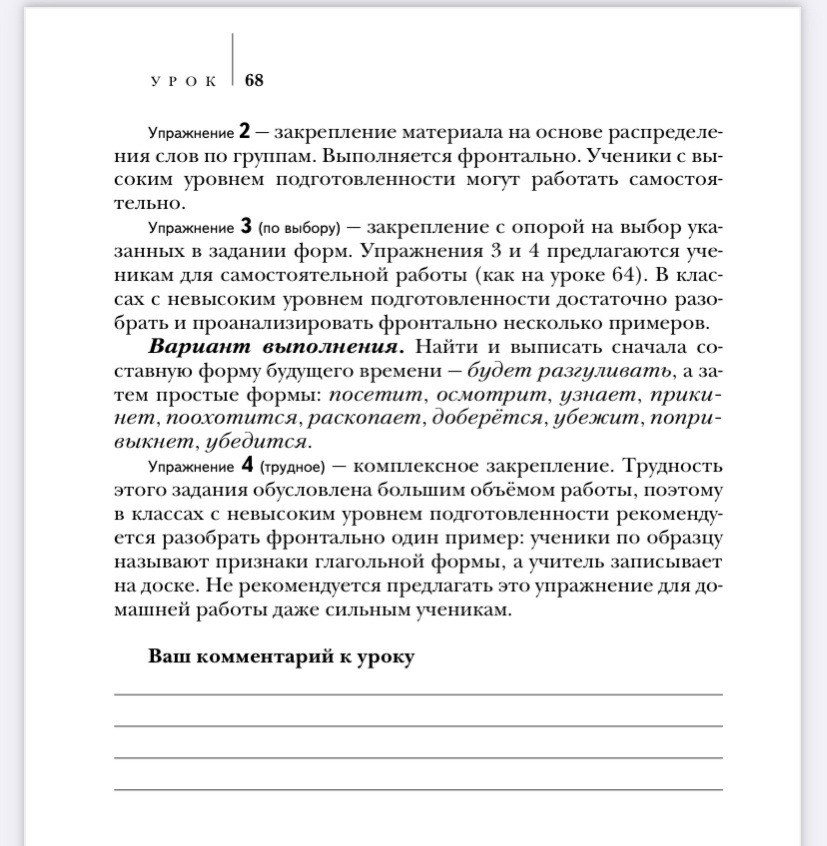 УРОК 68
Упражнение 2 — закрепление материала на основе распределе-
ния слов по группам. Выполняется фронтально. Ученики с вы-
соким уровнем подготовленности могут работать самостоя-
тельно.
Упражнение 3 (по выбору) — закрепление с опорой на выбор ука-
занных в задании форм. Упражнения 3 и 4 предлагаются уче-
никам для самостоятельной работы (как на уроке 64). В клас-
сах с невысоким уровнем подготовленности достаточно разо-
брать и проанализировать фронтально несколько примеров.
Вариант выполнения. Найти и выписать сначала со-
ставную форму будущего времени — будет разгуливать, а за-
тем простые формы: посетит, осмотрит, узнает, прики-
нет, поохотится, раскопает, доберётся, убежит, попри-
выкнет, убедится.
Упражнение 4 (трудное) — комплексное закрепление. Трудность
этого задания обусловлена большим объёмом работы, поэтому
в классах с невысоким уровнем подготовленности рекоменду-
ется разобрать фронтально один пример: ученики по образцу
называют признаки глагольной формы, а учитель записывает
на доске. Не рекомендуется предлагать это упражнение для до-
машней работы даже сильным ученикам.
Ваш комментарий к уроку